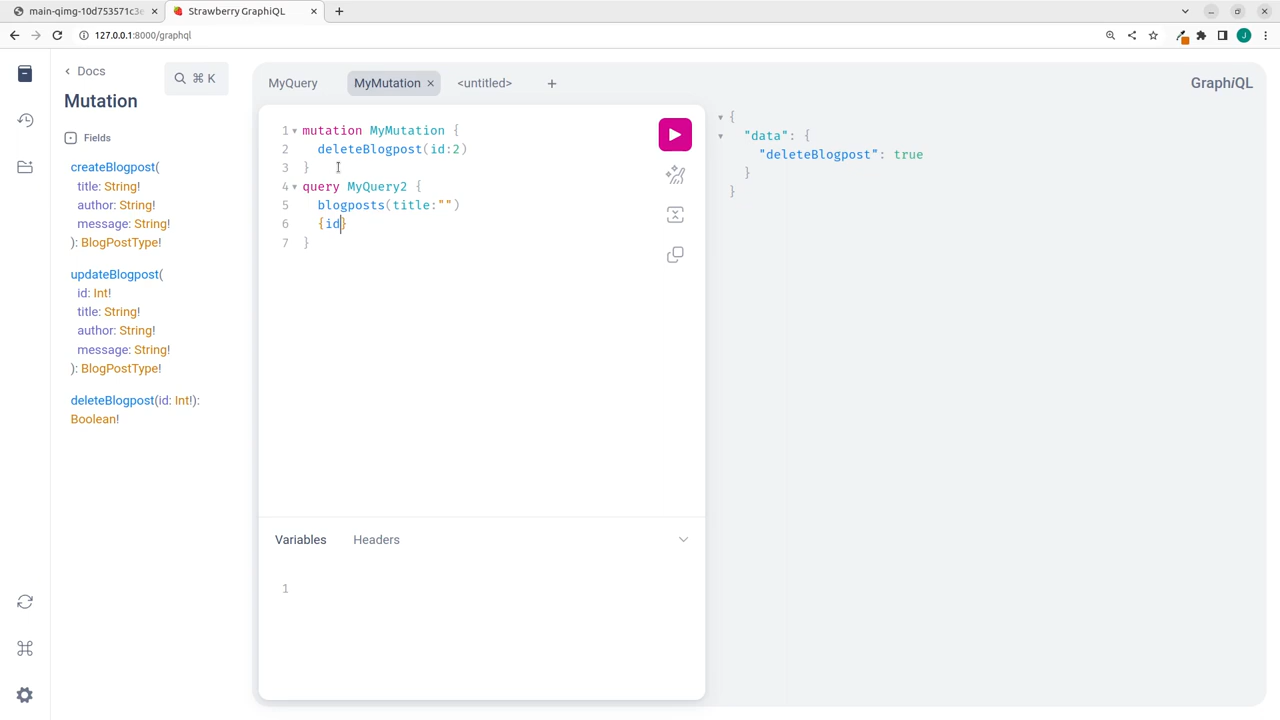 main-qimg-10d753571c3e
Strawberry GraphiQL
127.0.0.1:8000/graphql
J
Docs
⌘ K
Mutation
Fields
createBlogpost(
title: String!
author: String!
message: String!
): BlogPostType!
updateBlogpost(
id: Int!
title: String!
author: String!
message: String!
): BlogPostType!
deleteBlogpost(id: Int!):
Boolean!
MyQuery
MyMutation
<untitled>
GraphiQL
1 mutation MyMutation {
2 deleteBlogpost(id:2)
3 }
4 query MyQuery2 {
5 blogposts(title:"")
6 {id}
7 }
Variables
Headers
1
{
"data": {
"deleteBlogpost": true
}
}